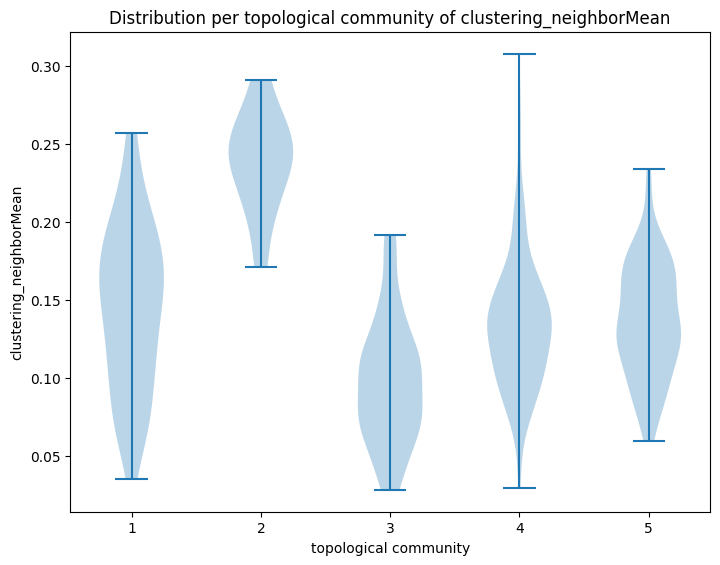 Distribution per topological community of clustering_neighborMean
clustering_neighborMean
0.30
0.25
0.20
0.15
0.10
0.05
1 2 3 4 5
topological community